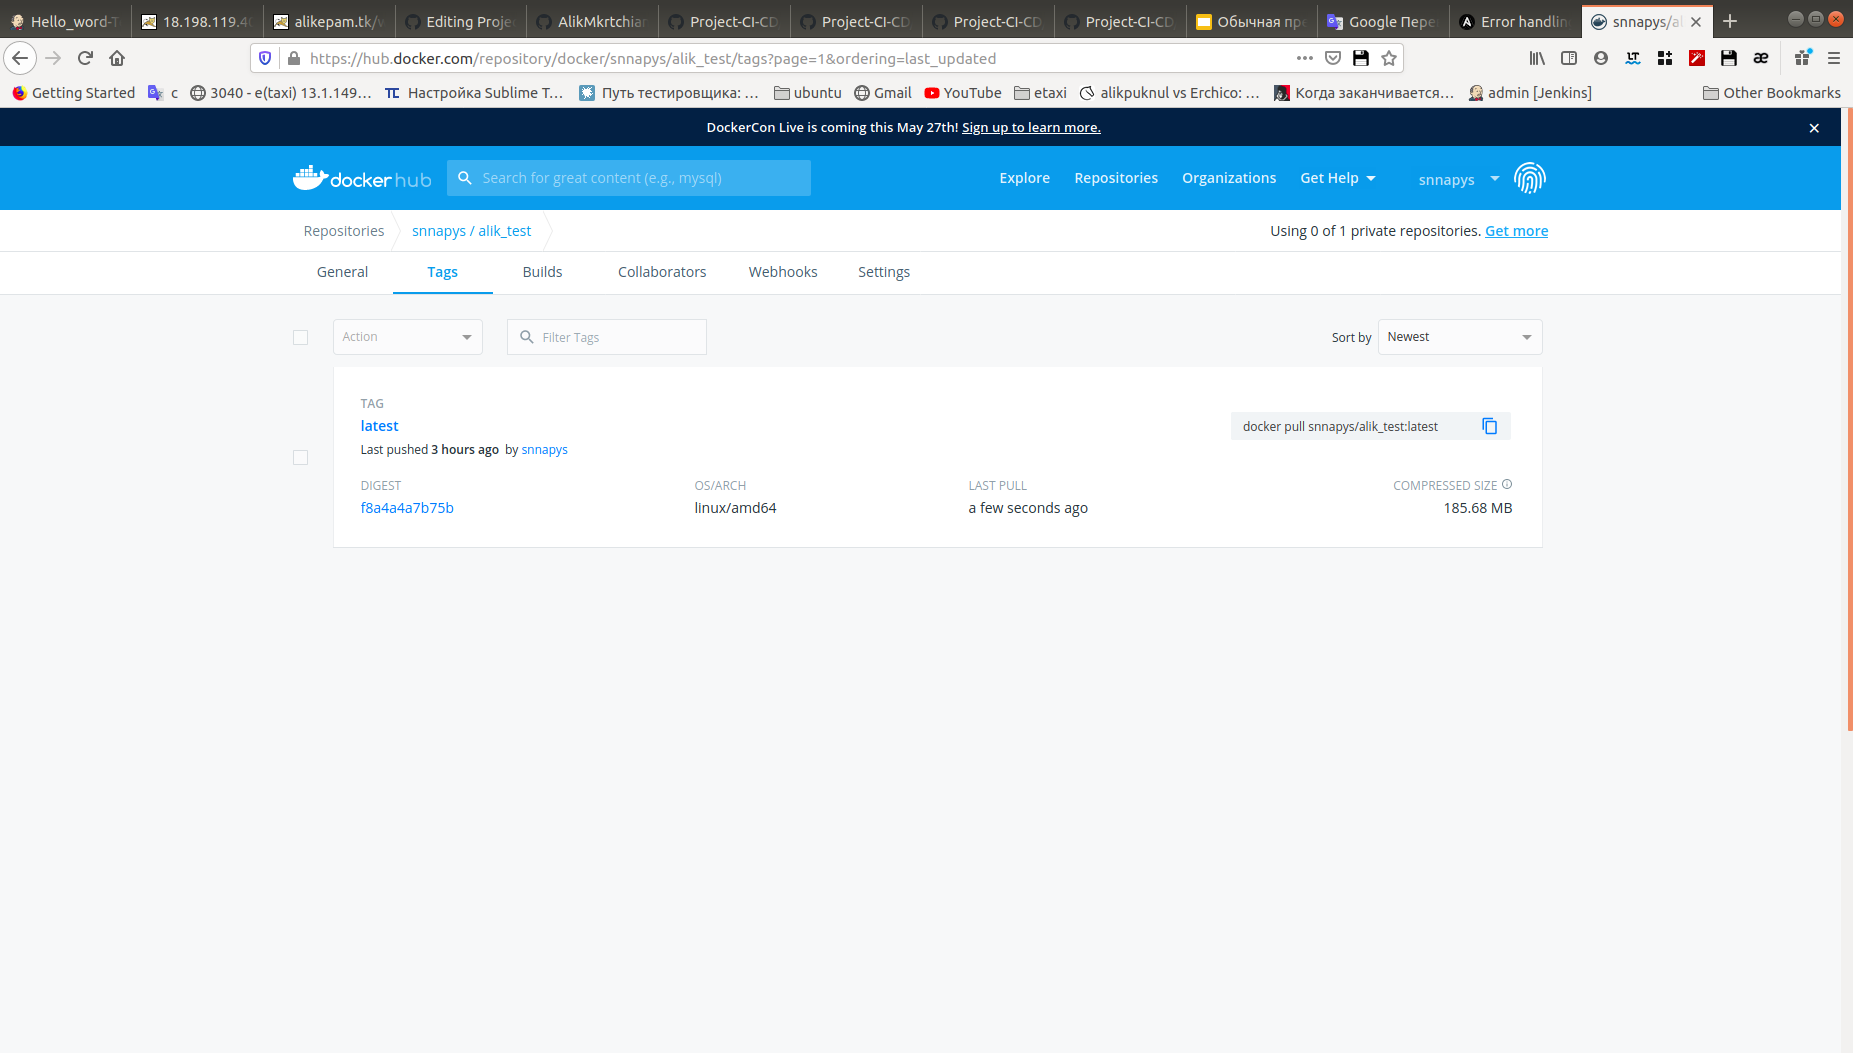 Hello_word-T
18.198.119.4
alikepam.tk/v
Editing Proje
AlikMkrtchian
Project-CI-CD
Project-CI-CD
Project-CI-CD
Project-CI-CD
Обычная пре
Google Пере
Error handlin
snnapys/al
https://hub.docker.com/repository/docker/snnapys/alik_test/tags?page=1&ordering=last_updated
Getting Started
c
3040 - e(taxi) 13.1.149…
Настройка Sublime T…
Путь тестировщика: …
ubuntu
Gmail
YouTube
etaxi
alikpuknul vs Erchico: …
Когда заканчивается…
admin [Jenkins]
Other Bookmarks
DockerCon Live is coming this May 27th! Sign up to learn more.
docker hub
Search for great content (e.g., mysql)
Explore
Repositories
Organizations
Get Help
snnapys
Repositories
snnapys / alik_test
Using 0 of 1 private repositories. Get more
General
Tags
Builds
Collaborators
Webhooks
Settings
Action
Filter Tags
Sort by
Newest
TAG
latest
docker pull snnapys/alik_test:latest
Last pushed 3 hours ago by snnapys
DIGEST
OS/ARCH
LAST PULL
COMPRESSED SIZE
f8a4a4a7b75b
linux/amd64
a few seconds ago
185.68 MB